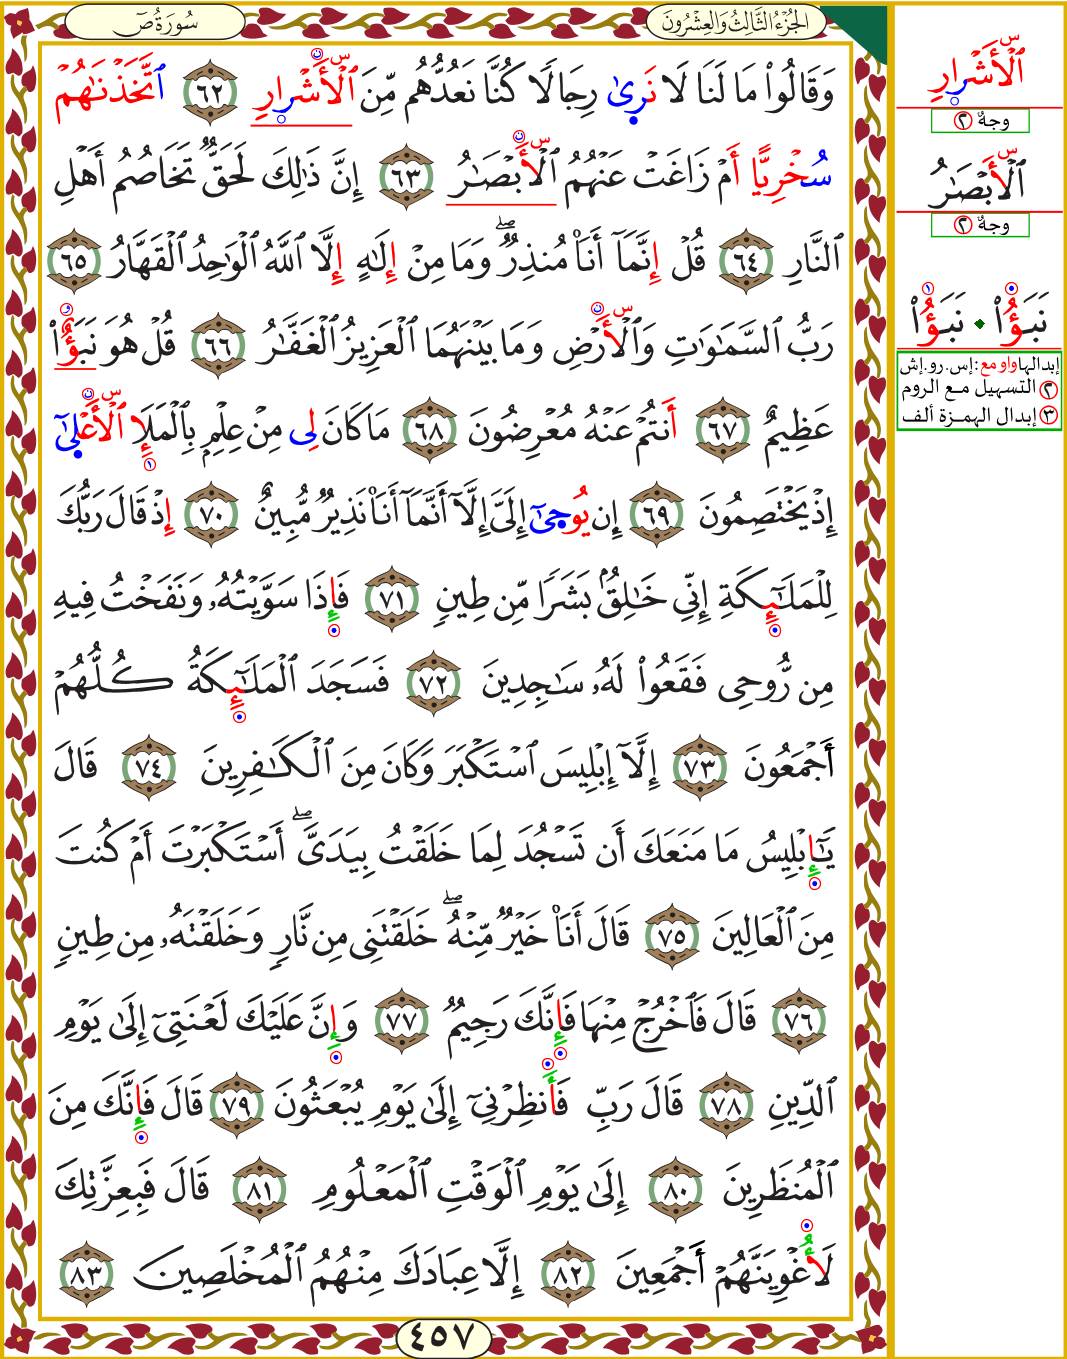 سُورَةُ صٓ
الجُزْءُ الثَّالِثُ وَالعِشْرُونَ
وَقَالُوا۟ مَا لَنَا لَا نَرَىٰ رِجَالًا كُنَّا نَعُدُّهُم مِّنَ ٱلْأَشْرَارِ ٦٢ ٱتَّخَذْنَٰهُمْ
سُخْرِيًّا أَمْ زَاغَتْ عَنْهُمُ ٱلْأَبْصَٰرُ ٦٣ إِنَّ ذَٰلِكَ لَحَقٌّ تَخَاصُمُ أَهْلِ
ٱلنَّارِ ٦٤ قُلْ إِنَّمَآ أَنَا۠ مُنذِرٌ ۖ وَمَا مِنْ إِلَٰهٍ إِلَّا ٱللَّهُ ٱلْوَٰحِدُ ٱلْقَهَّارُ ٦٥
رَبُّ ٱلسَّمَٰوَٰتِ وَٱلْأَرْضِ وَمَا بَيْنَهُمَا ٱلْعَزِيزُ ٱلْغَفَّٰرُ ٦٦ قُلْ هُوَ نَبَؤٌا۟
عَظِيمٌ ٦٧ أَنتُمْ عَنْهُ مُعْرِضُونَ ٦٨ مَا كَانَ لِى مِنْ عِلْمٍۭ بِٱلْمَلَإِ ٱلْأَعْلَىٰٓ
إِذْ يَخْتَصِمُونَ ٦٩ إِن يُوحَىٰٓ إِلَىَّ إِلَّآ أَنَّمَآ أَنَا۠ نَذِيرٌ مُّبِينٌ ٧٠ إِذْ قَالَ رَبُّكَ
لِلْمَلَٰٓئِكَةِ إِنِّى خَٰلِقٌۢ بَشَرًا مِّن طِينٍ ٧١ فَإِذَا سَوَّيْتُهُۥ وَنَفَخْتُ فِيهِ
مِن رُّوحِى فَقَعُوا۟ لَهُۥ سَٰجِدِينَ ٧٢ فَسَجَدَ ٱلْمَلَٰٓئِكَةُ كُلُّهُمْ
أَجْمَعُونَ ٧٣ إِلَّآ إِبْلِيسَ ٱسْتَكْبَرَ وَكَانَ مِنَ ٱلْكَٰفِرِينَ ٧٤ قَالَ
يَٰٓإِبْلِيسُ مَا مَنَعَكَ أَن تَسْجُدَ لِمَا خَلَقْتُ بِيَدَىَّ ۖ أَسْتَكْبَرْتَ أَمْ كُنتَ
مِنَ ٱلْعَالِينَ ٧٥ قَالَ أَنَا۠ خَيْرٌ مِّنْهُ ۖ خَلَقْتَنِى مِن نَّارٍ وَخَلَقْتَهُۥ مِن طِينٍ
٧٦ قَالَ فَٱخْرُجْ مِنْهَا فَإِنَّكَ رَجِيمٌ ٧٧ وَإِنَّ عَلَيْكَ لَعْنَتِىٓ إِلَىٰ يَوْمِ
ٱلدِّينِ ٧٨ قَالَ رَبِّ فَأَنظِرْنِىٓ إِلَىٰ يَوْمِ يُبْعَثُونَ ٧٩ قَالَ فَإِنَّكَ مِنَ
ٱلْمُنظَرِينَ ٨٠ إِلَىٰ يَوْمِ ٱلْوَقْتِ ٱلْمَعْلُومِ ٨١ قَالَ فَبِعِزَّتِكَ
لَأُغْوِيَنَّهُمْ أَجْمَعِينَ ٨٢ إِلَّا عِبَادَكَ مِنْهُمُ ٱلْمُخْلَصِينَ ٨٣
٤٥٧
ٱلْأَشْرَارِ
٢ وجهٌ
ٱلْأَبْصَٰرُ
٢ وجهٌ
نَبَؤُا۟ نَبَؤُا۟
إبدالها واو مع: إس.رو.إش
٢ التسهيل مع الروم
٣ إبدال الهمزة ألف